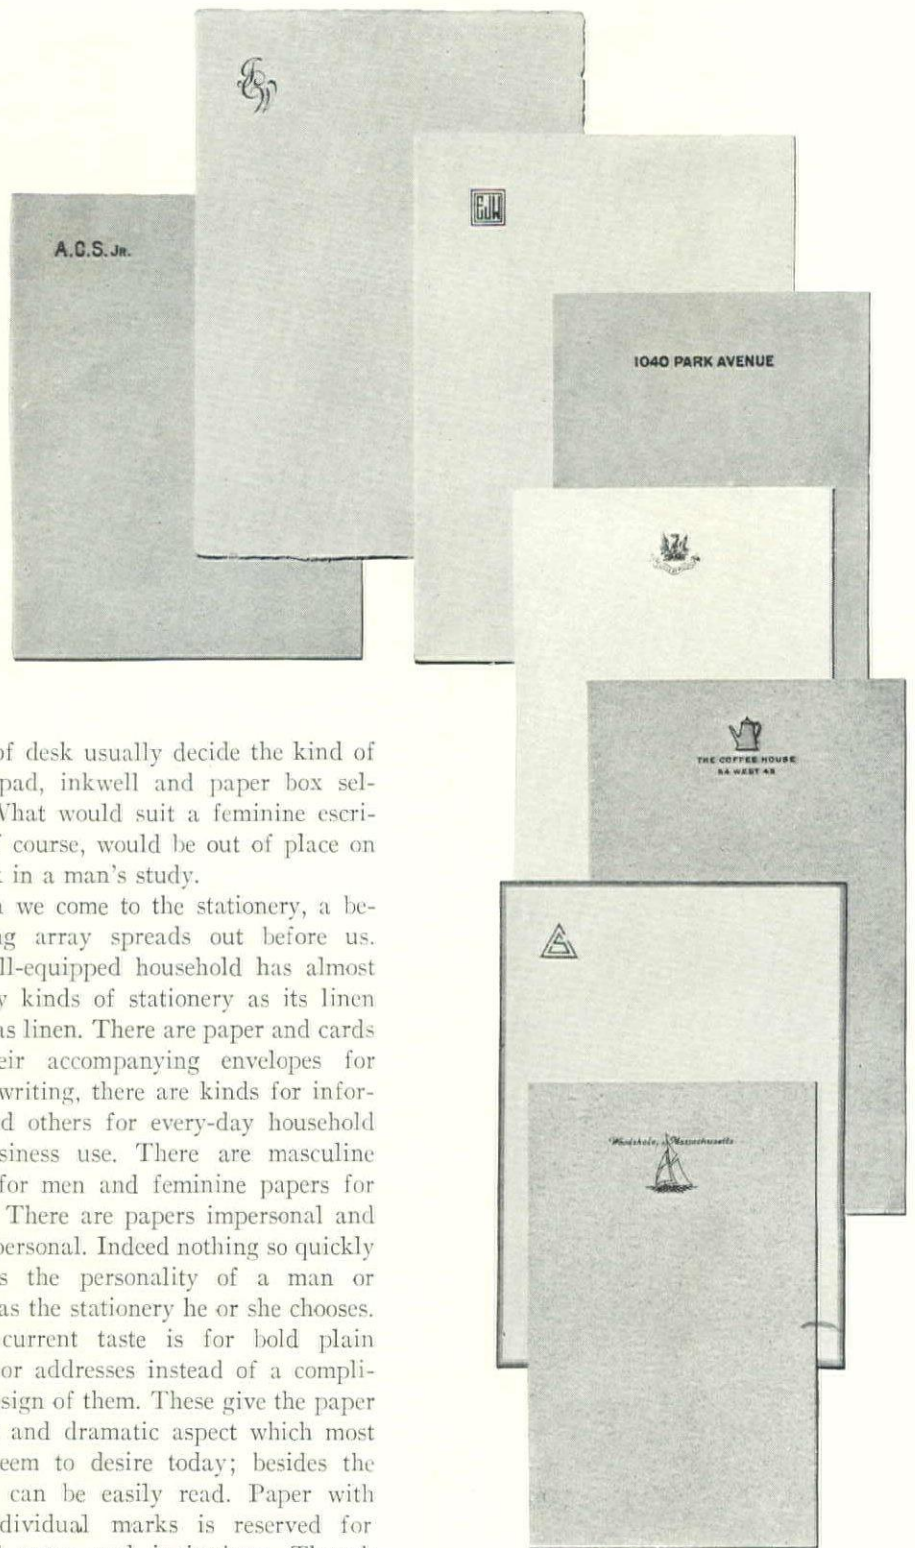 A.C.S. JR.
EJW
1040 PARK AVENUE
THE COFFEE HOUSE
54 WEST 45
Woodshole, Massachusetts
of desk usually decide the kind of
pad, inkwell and paper box sel-
What would suit a feminine escri-
course, would be out of place on
in a man's study.
we come to the stationery, a be-
array spreads out before us.
household has almost
kinds of stationery as its linen
as linen. There are paper and cards
accompanying envelopes for
writing, there are kinds for infor-
others for every-day household
use. There are masculine
for men and feminine papers for
There are papers impersonal and
personal. Indeed nothing so quickly
the personality of a man or
as the stationery he or she chooses.
current taste is for bold plain
or addresses instead of a compli-
sign of them. These give the paper
and dramatic aspect which most
seem to desire today; besides the
can be easily read. Paper with
dividual marks is reserved for